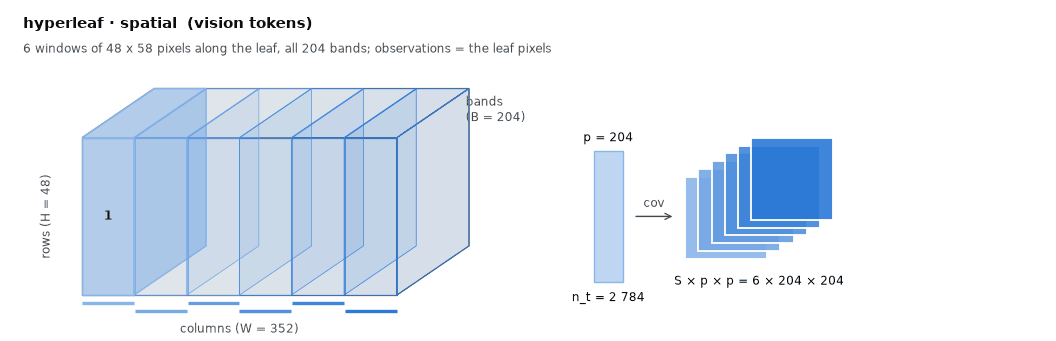 hyperleaf · spatial  (vision tokens)
6 windows of 48 x 58 pixels along the leaf, all 204 bands; observations = the leaf pixels
bands
(B = 204)
rows (H = 48)
1
columns (W = 352)
p = 204
cov
n_t = 2 784
S × p × p = 6 × 204 × 204